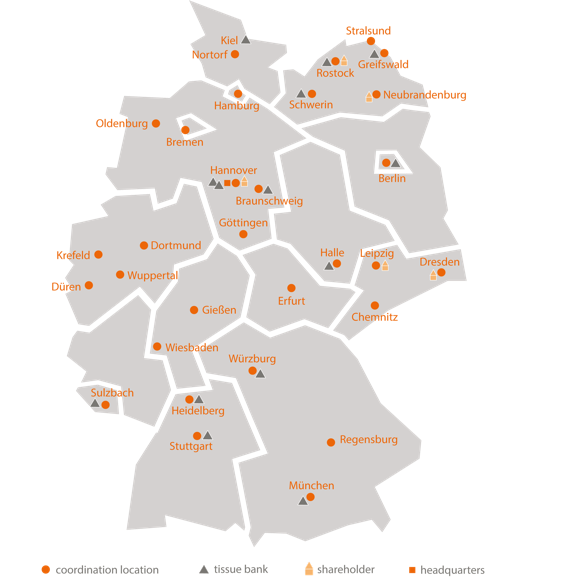 Stralsund
Kiel
Nortorf
Greifswald
Rostock
Hamburg
Schwerin
Neubrandenburg
Oldenburg
Bremen
Hannover
Berlin
Braunschweig
Göttingen
Dortmund
Krefeld
Halle
Leipzig
Dresden
Wuppertal
Düren
Erfurt
Gießen
Chemnitz
Wiesbaden
Würzburg
Sulzbach
Heidelberg
Stuttgart
Regensburg
München
coordination location
tissue bank
shareholder
headquarters